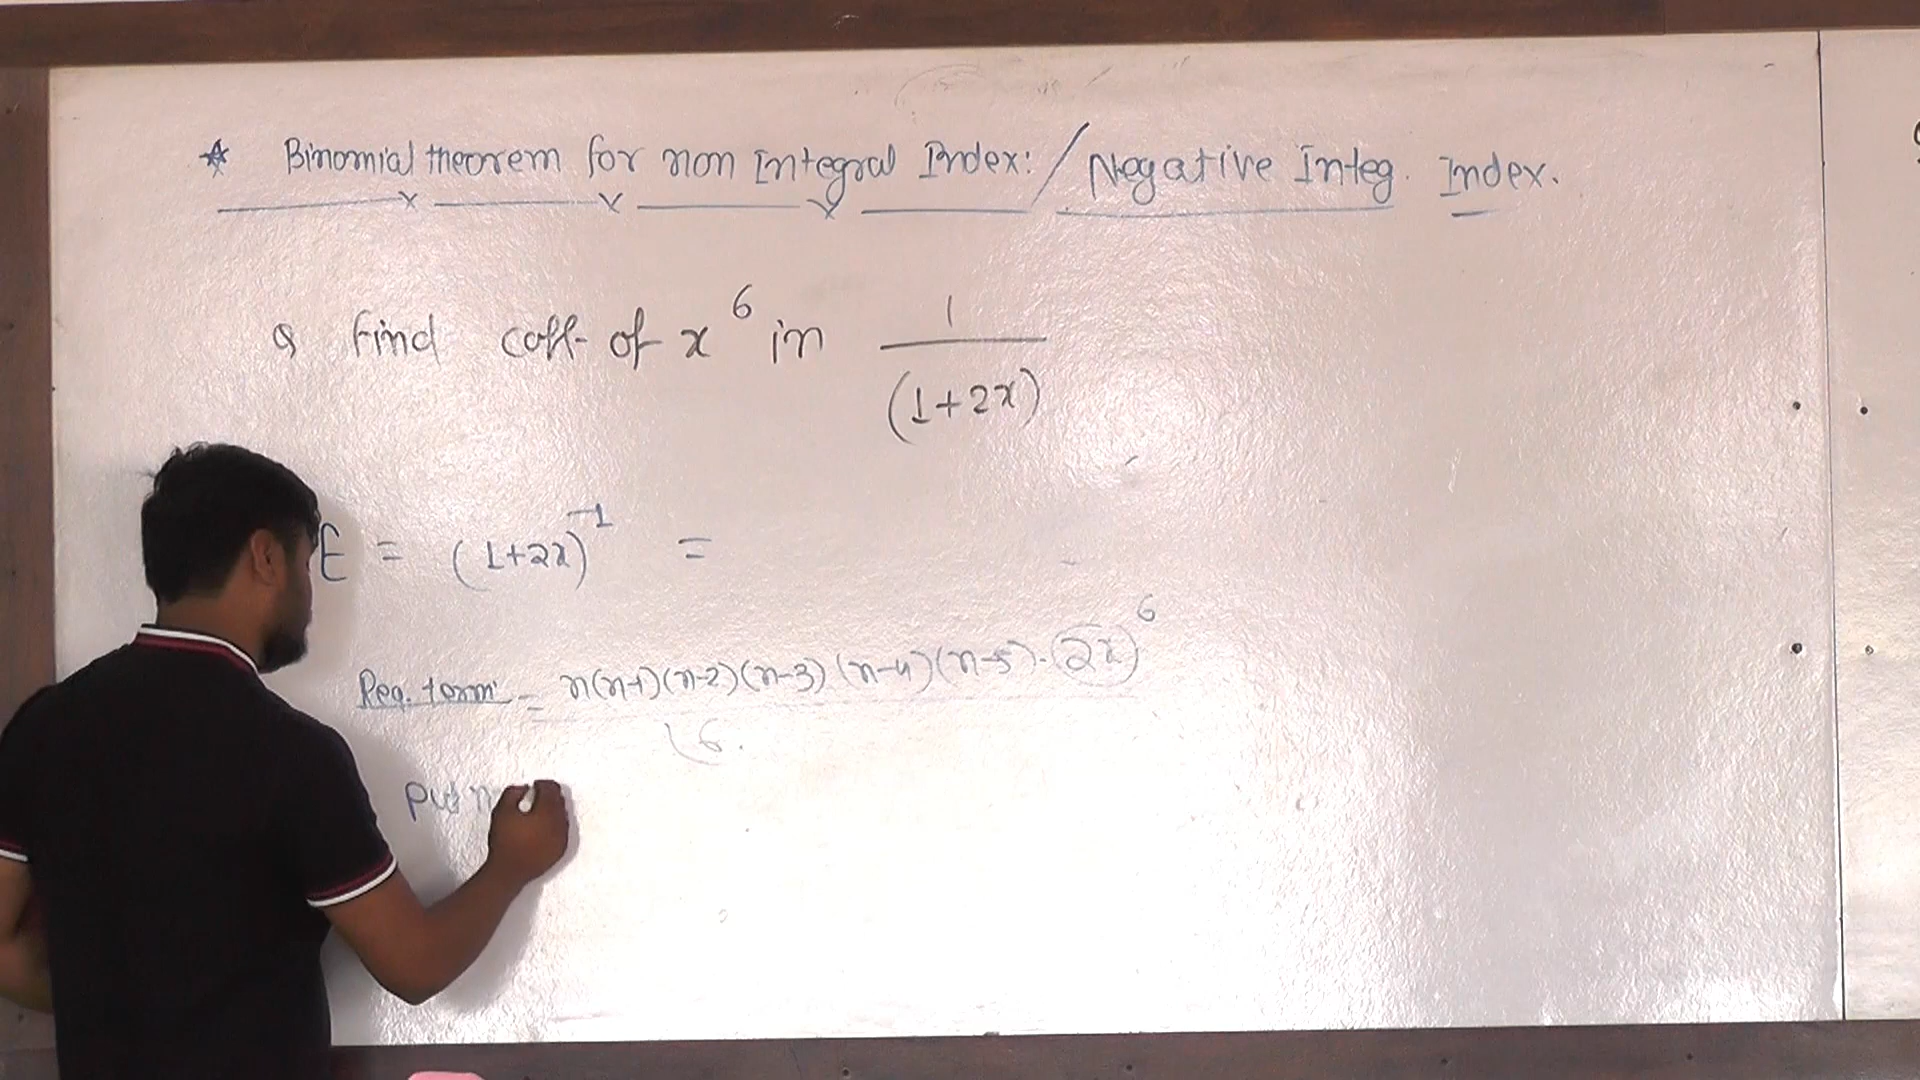 * Binomial theorem for non Integral Index: / Negative Integ. Index.
Q Find coff. of x^6 in 1/(1+2x)
E = (1+2x)^-1 =
Req. term = n(n-1)(n-2)(n-3)(n-4)(n-5).(2x)^6
⌊6.
put n